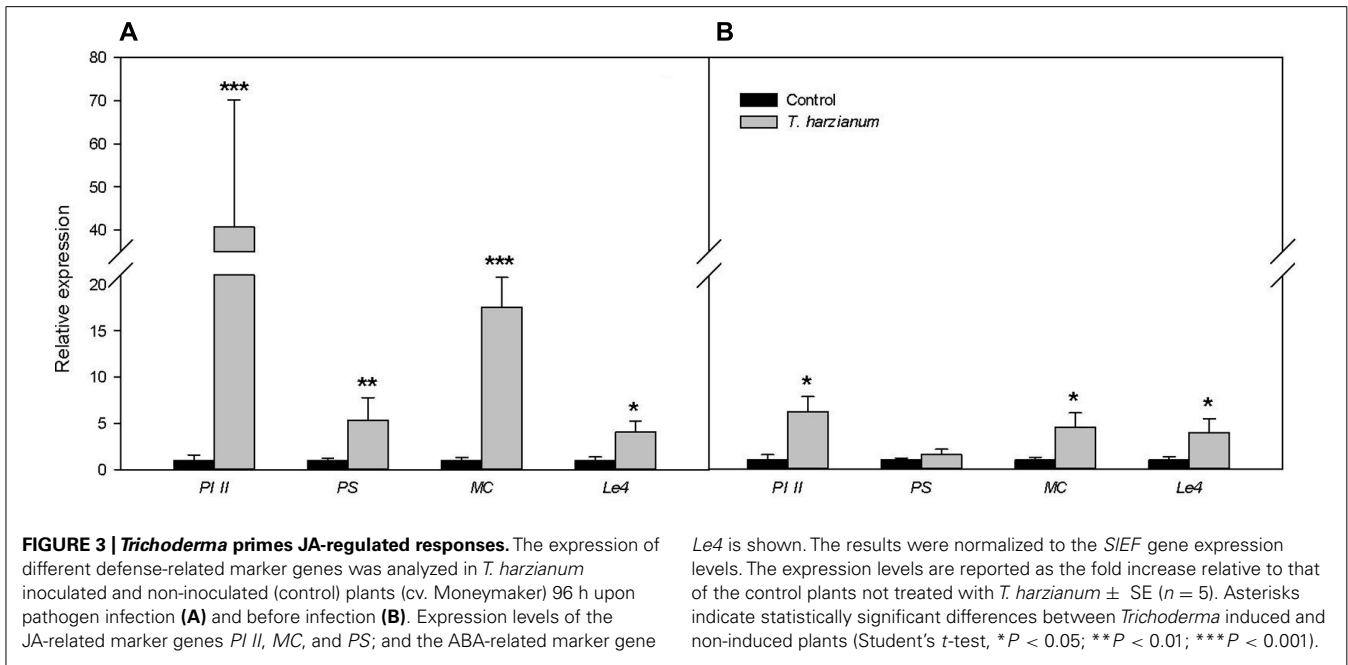 A
B
80
70
60
50
40
20
15
10
5
0
Relative expression
***
**
***
*
*
*
*
Control
T. harzianum
PI II PS MC Le4
PI II PS MC Le4
FIGURE 3 | Trichoderma primes JA-regulated responses. The expression of
different defense-related marker genes was analyzed in T. harzianum
inoculated and non-inoculated (control) plants (cv. Moneymaker) 96 h upon
pathogen infection (A) and before infection (B). Expression levels of the
JA-related marker genes PI II, MC, and PS; and the ABA-related marker gene
Le4 is shown. The results were normalized to the SlEF gene expression
levels. The expression levels are reported as the fold increase relative to that
of the control plants not treated with T. harzianum ± SE (n = 5). Asterisks
indicate statistically significant differences between Trichoderma induced and
non-induced plants (Student's t-test, *P < 0.05; **P < 0.01; ***P < 0.001).